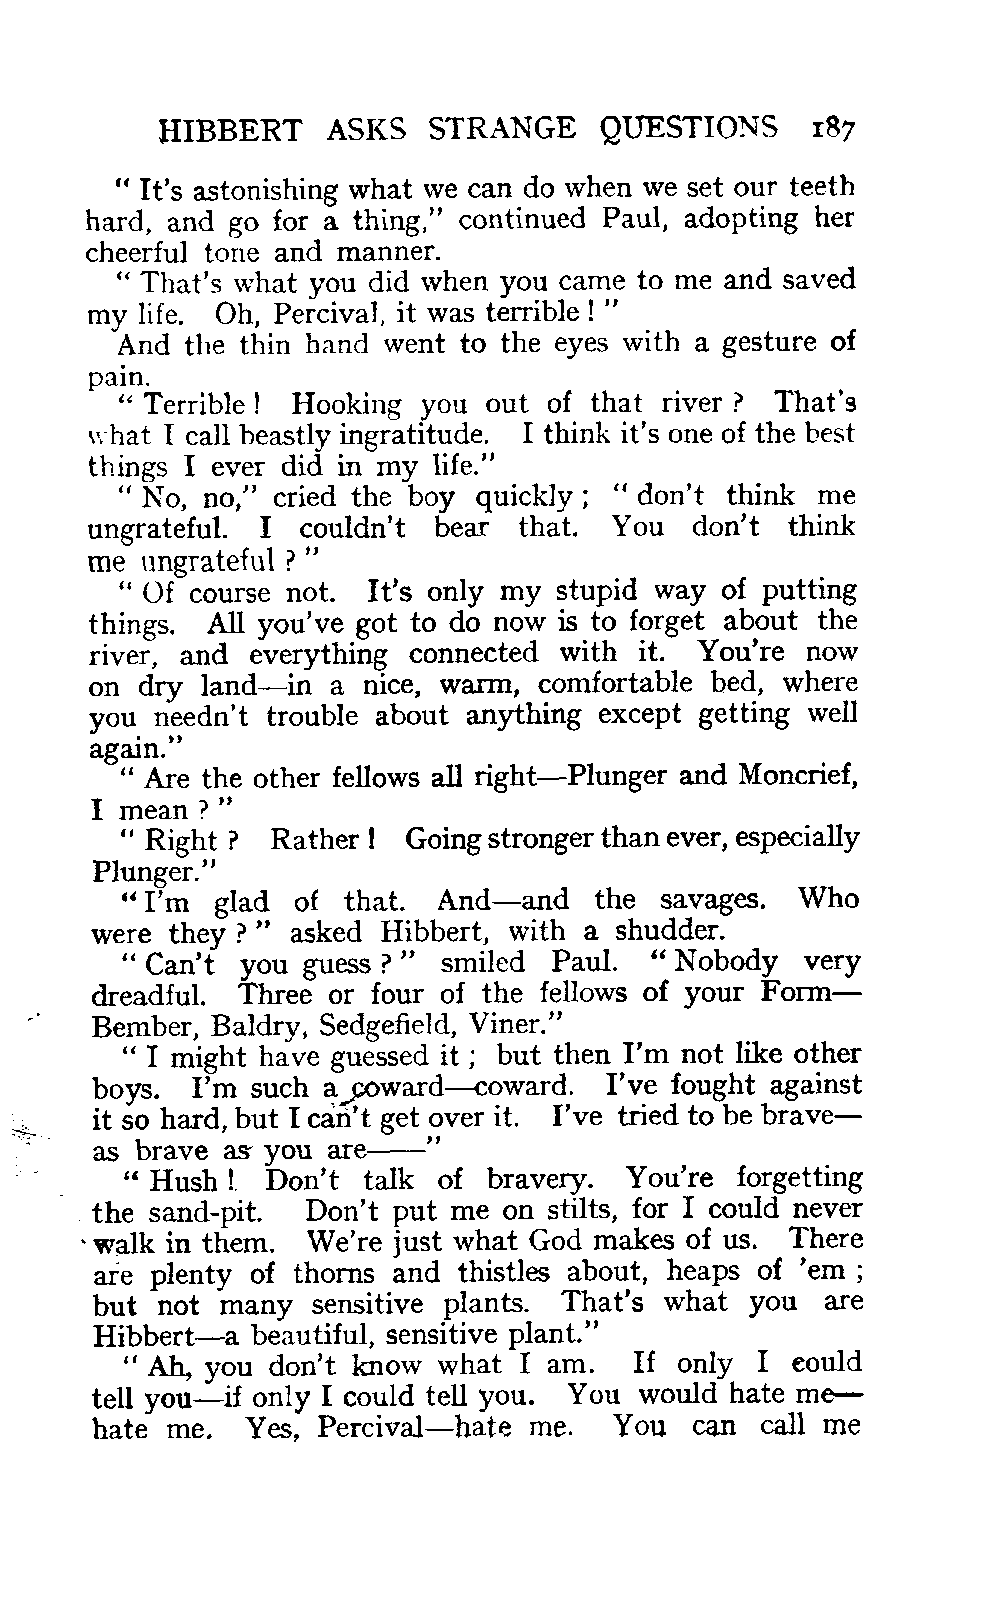 HIBBERT ASKS STRANGE QUESTIONS 187
" It's astonishing what we can do when we set our teeth
hard, and go for a thing," continued Paul, adopting her
cheerful tone and manner.
" That's what you did when you came to me and saved
my life. Oh, Percival, it was terrible ! "
And the thin hand went to the eyes with a gesture of
pain.
" Terrible ! Hooking you out of that river ? That's
what I call beastly ingratitude. I think it's one of the best
things I ever did in my life."
" No, no," cried the boy quickly ; " don't think me
ungrateful. I couldn't bear that. You don't think
me ungrateful ? "
" Of course not. It's only my stupid way of putting
things. All you've got to do now is to forget about the
river, and everything connected with it. You're now
on dry land—in a nice, warm, comfortable bed, where
you needn't trouble about anything except getting well
again."
" Are the other fellows all right—Plunger and Moncrief,
I mean ? "
" Right ? Rather ! Going stronger than ever, especially
Plunger."
" I'm glad of that. And—and the savages. Who
were they ? " asked Hibbert, with a shudder.
" Can't you guess ? " smiled Paul. " Nobody very
dreadful. Three or four of the fellows of your Form—
Bember, Baldry, Sedgefield, Viner."
" I might have guessed it ; but then I'm not like other
boys. I'm such a coward—coward. I've fought against
it so hard, but I can't get over it. I've tried to be brave—
as brave as you are——"
" Hush ! Don't talk of bravery. You're forgetting
the sand-pit. Don't put me on stilts, for I could never
walk in them. We're just what God makes of us. There
are plenty of thorns and thistles about, heaps of 'em ;
but not many sensitive plants. That's what you are
Hibbert—a beautiful, sensitive plant."
" Ah, you don't know what I am. If only I could
tell you—if only I could tell you. You would hate me—
hate me. Yes, Percival—hate me. You can call me